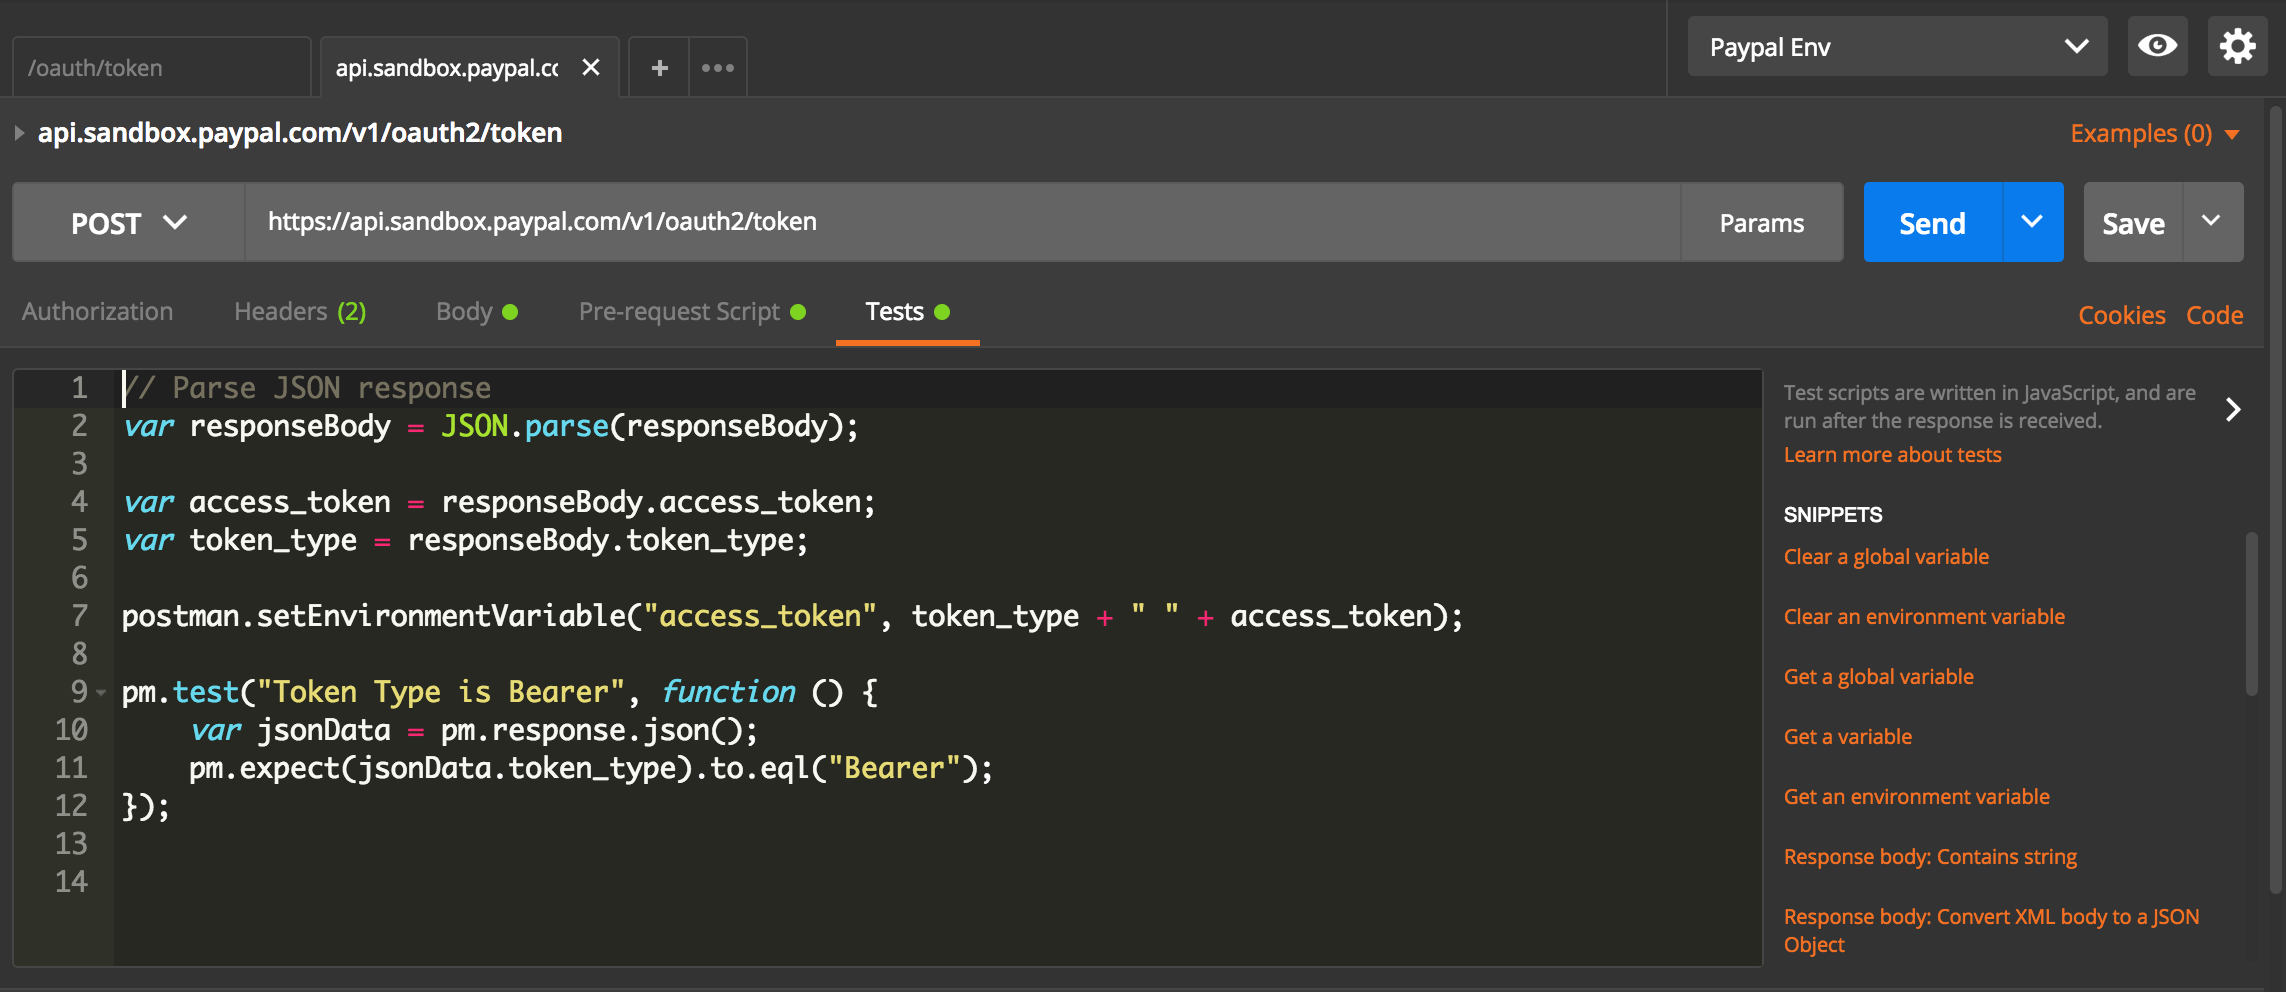 /oauth/token
api.sandbox.paypal.cc
Paypal Env
api.sandbox.paypal.com/v1/oauth2/token
Examples (0)
POST
https://api.sandbox.paypal.com/v1/oauth2/token
Params
Send
Save
Authorization
Headers (2)
Body
Pre-request Script
Tests
Cookies
Code
1 // Parse JSON response
2 var responseBody = JSON.parse(responseBody);
3
4 var access_token = responseBody.access_token;
5 var token_type = responseBody.token_type;
6
7 postman.setEnvironmentVariable("access_token", token_type + " " + access_token);
8
9 pm.test("Token Type is Bearer", function () {
10     var jsonData = pm.response.json();
11     pm.expect(jsonData.token_type).to.eql("Bearer");
12 });
13
14
Test scripts are written in JavaScript, and are
run after the response is received.
Learn more about tests
SNIPPETS
Clear a global variable
Clear an environment variable
Get a global variable
Get a variable
Get an environment variable
Response body: Contains string
Response body: Convert XML body to a JSON
Object